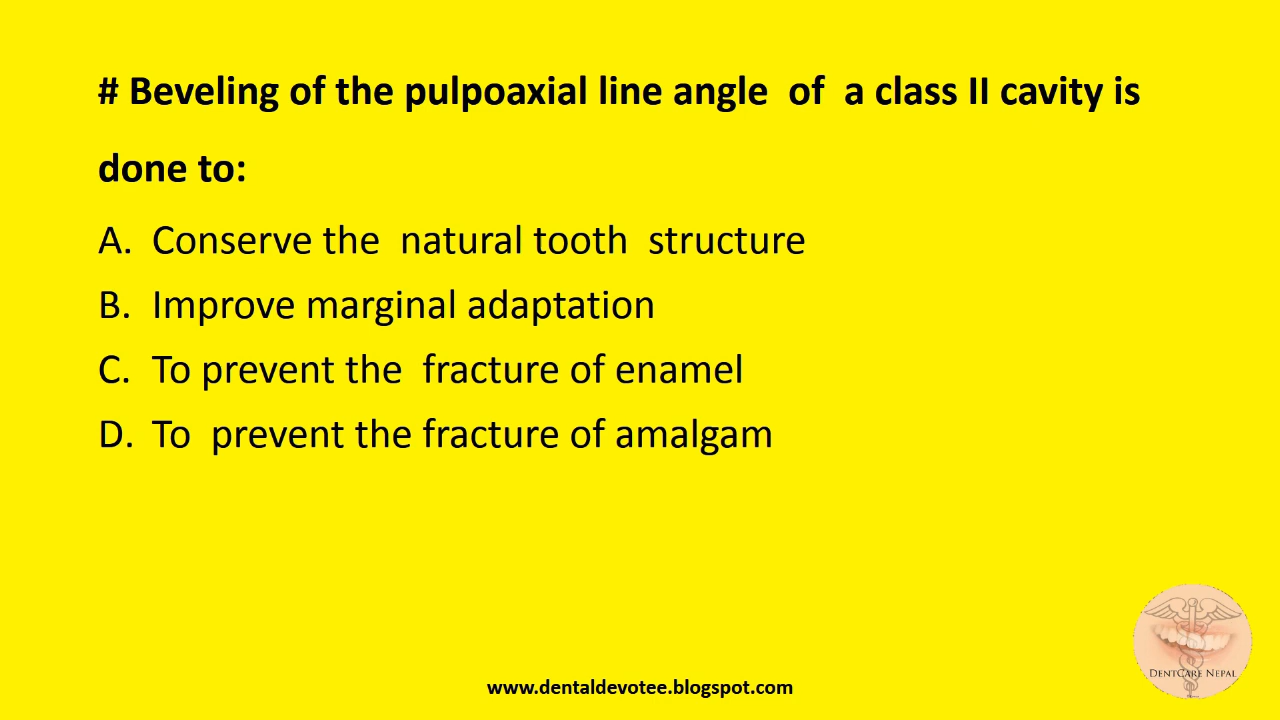 # Beveling of the pulpoaxial line angle  of  a class II cavity is
done to:
A. Conserve the  natural tooth  structure
B. Improve marginal adaptation
C. To prevent the  fracture of enamel
D. To  prevent the fracture of amalgam
DentCare Nepal
www.dentaldevotee.blogspot.com